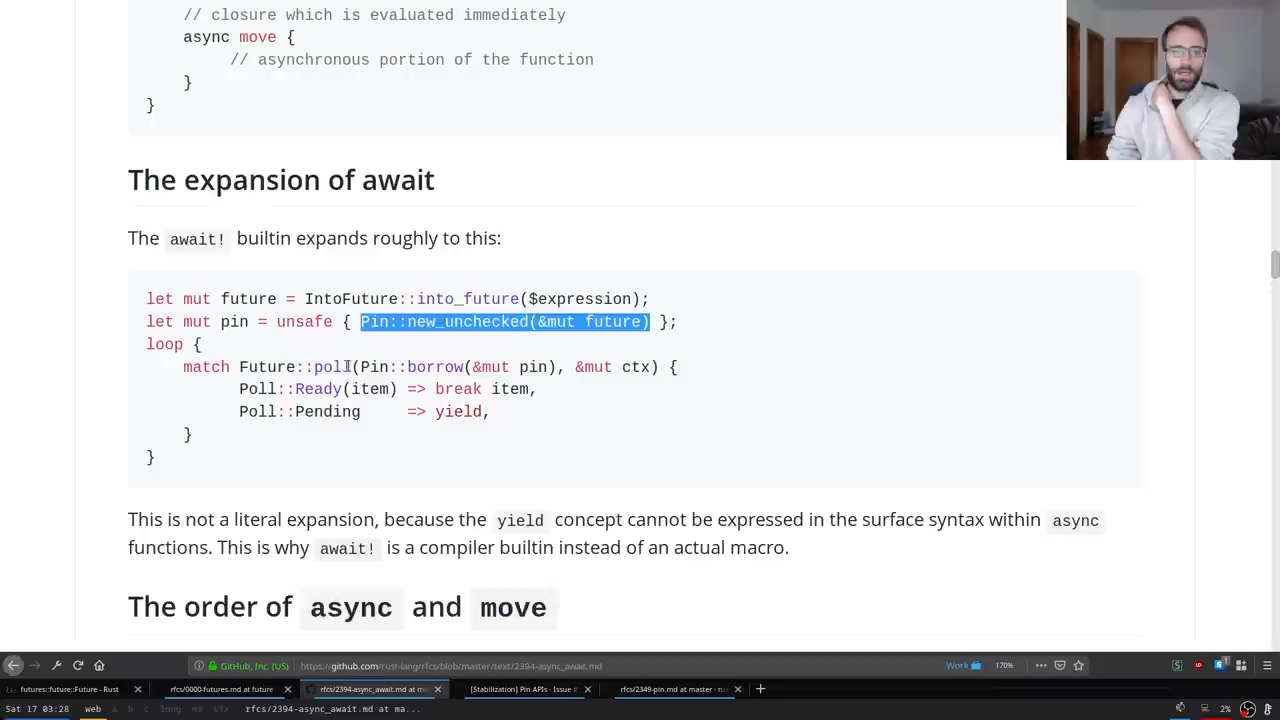 // closure which is evaluated immediately
async move {
// asynchronous portion of the function
}
}
The expansion of await
The await! builtin expands roughly to this:
let mut future = IntoFuture::into_future($expression);
let mut pin = unsafe { Pin::new_unchecked(&mut future) };
loop {
match Future::poll(Pin::borrow(&mut pin), &mut ctx) {
Poll::Ready(item) => break item,
Poll::Pending     => yield,
}
}
This is not a literal expansion, because the yield concept cannot be expressed in the surface syntax within async
functions. This is why await! is a compiler builtin instead of an actual macro.
The order of async and move
GitHub, Inc. (US) https://github.com/rust-lang/rfcs/blob/master/text/2394-async_await.md Work 170%
futures::future::Future - Rust rfcs/0000-futures.md at future rfcs/2394-async_await.md at m [Stabilization] Pin APIs · Issue # rfcs/2349-pin.md at master · ru
Sat 17 03:28 web a b c long mx sfx rfcs/2394-async_await.md at ma... 2%